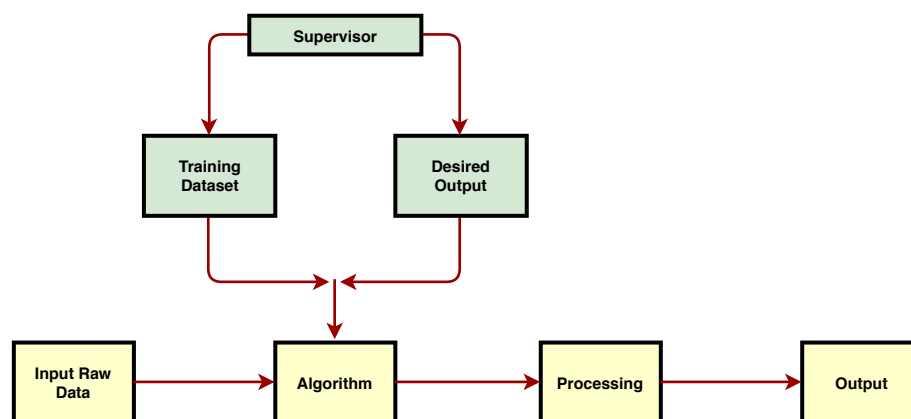 Supervisor
Training
Dataset
Desired
Output
Input Raw
Data
Algorithm
Processing
Output